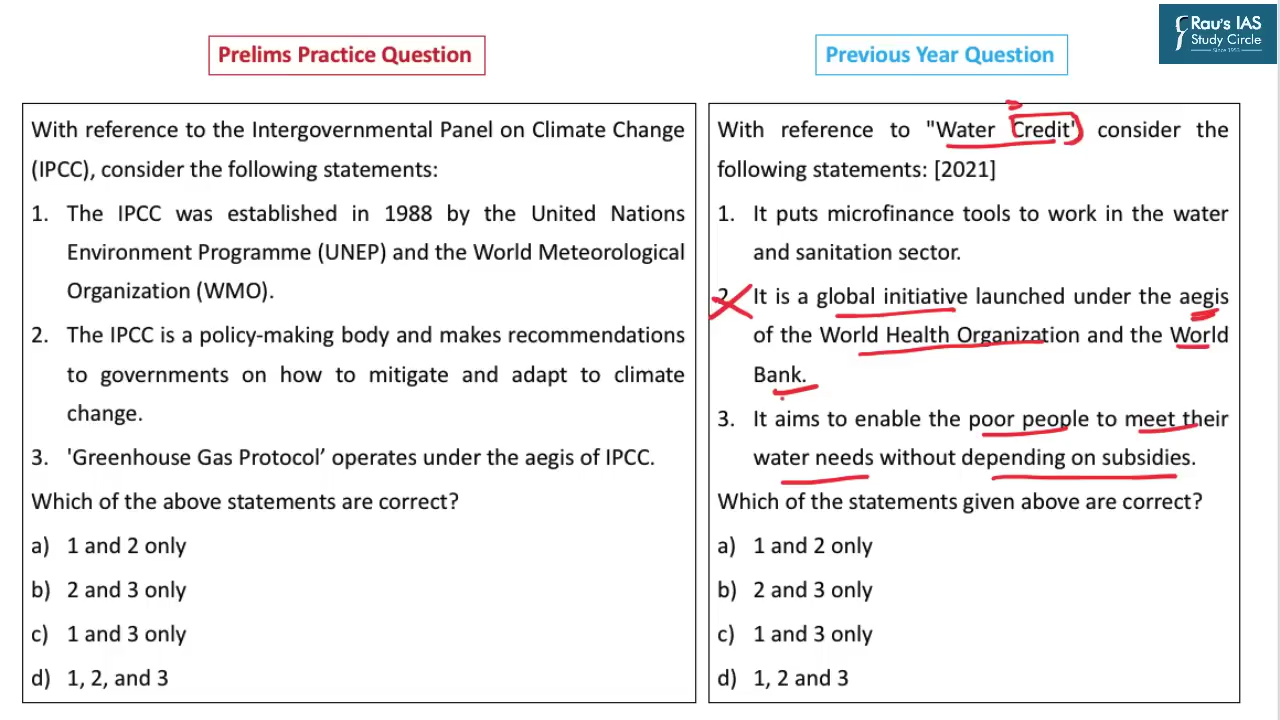 Rau's IAS
Study Circle
Since 1953
Prelims Practice Question
Previous Year Question
With reference to the Intergovernmental Panel on Climate Change
(IPCC), consider the following statements:
1. The IPCC was established in 1988 by the United Nations
Environment Programme (UNEP) and the World Meteorological
Organization (WMO).
2. The IPCC is a policy-making body and makes recommendations
to governments on how to mitigate and adapt to climate
change.
3. 'Greenhouse Gas Protocol’ operates under the aegis of IPCC.
Which of the above statements are correct?
a) 1 and 2 only
b) 2 and 3 only
c) 1 and 3 only
d) 1, 2, and 3
With reference to "Water Credit", consider the
following statements: [2021]
1. It puts microfinance tools to work in the water
and sanitation sector.
2. It is a global initiative launched under the aegis
of the World Health Organization and the World
Bank.
3. It aims to enable the poor people to meet their
water needs without depending on subsidies.
Which of the statements given above are correct?
a) 1 and 2 only
b) 2 and 3 only
c) 1 and 3 only
d) 1, 2 and 3